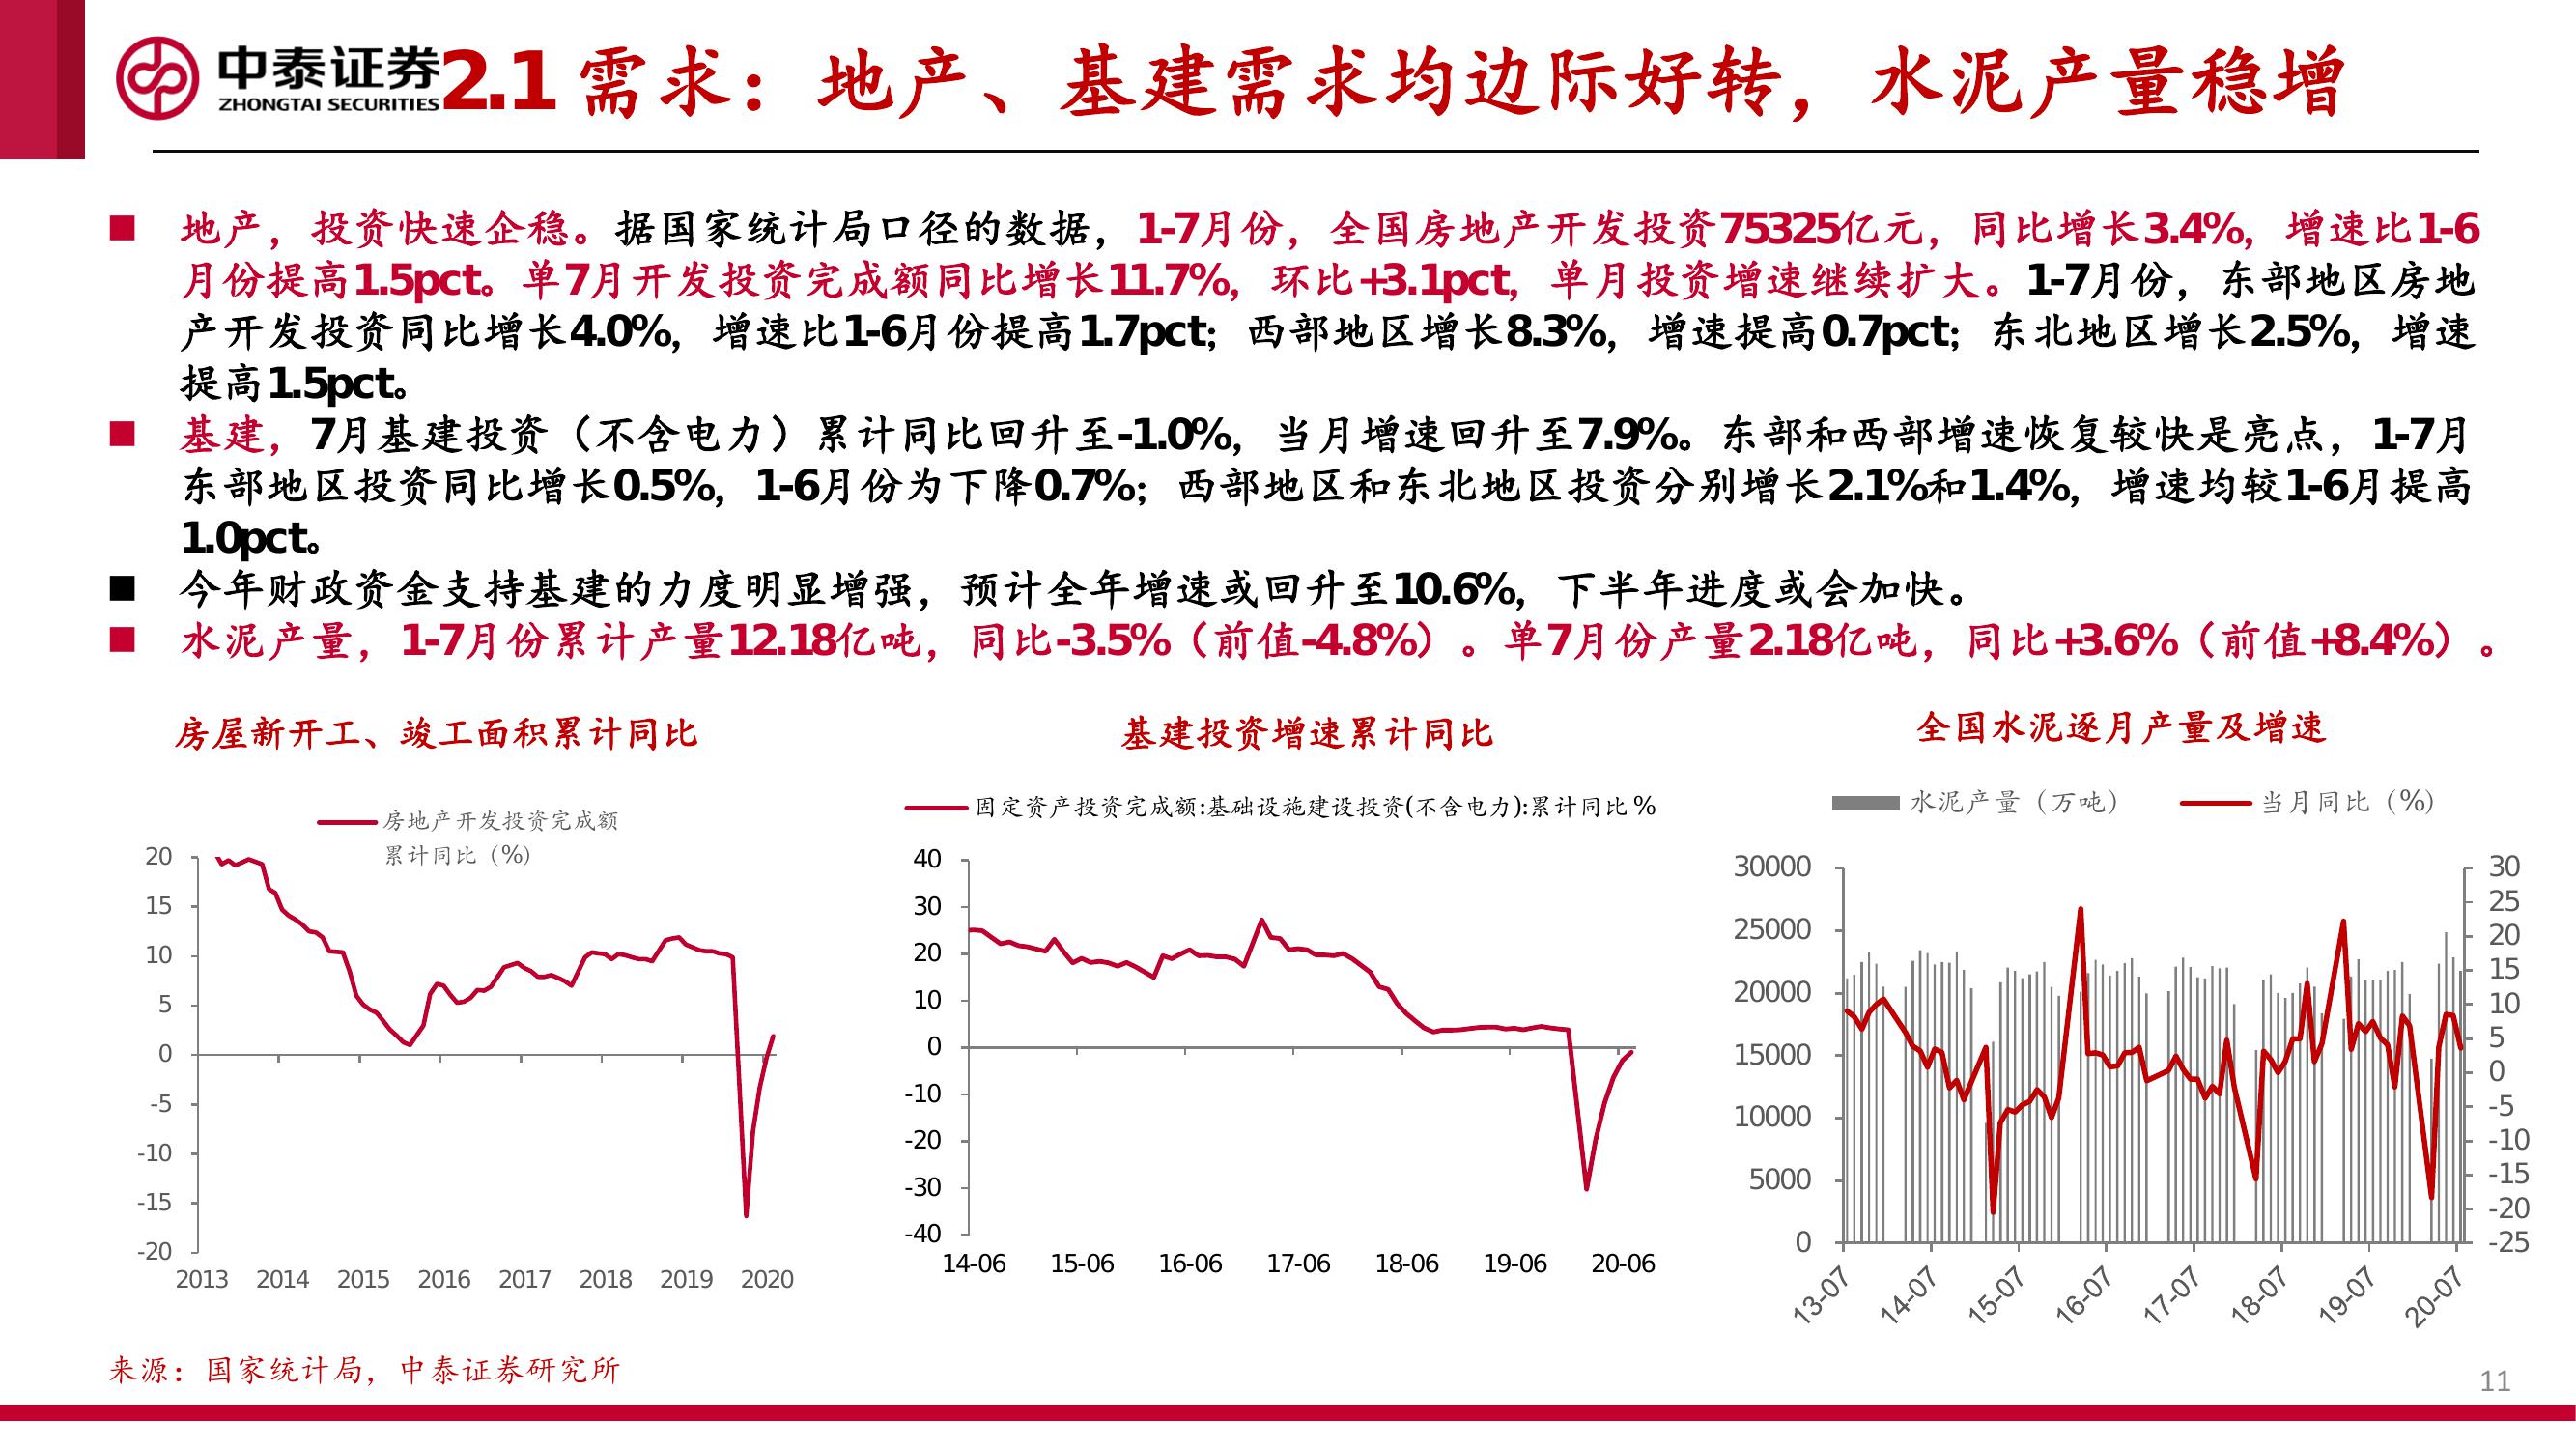 中泰证券
ZHONGTAI SECURITIES
2.1 需求：地产、基建需求均边际好转，水泥产量稳增
■ 地产，投资快速企稳。据国家统计局口径的数据，1-7月份，全国房地产开发投资75325亿元，同比增长3.4%，增速比1-6
月份提高1.5pct。单7月开发投资完成额同比增长11.7%，环比+3.1pct，单月投资增速继续扩大。1-7月份，东部地区房地
产开发投资同比增长4.0%，增速比1-6月份提高1.7pct；西部地区增长8.3%，增速提高0.7pct；东北地区增长2.5%，增速
提高1.5pct。
■ 基建，7月基建投资（不含电力）累计同比回升至-1.0%，当月增速回升至7.9%。东部和西部增速恢复较快是亮点，1-7月
东部地区投资同比增长0.5%，1-6月份为下降0.7%；西部地区和东北地区投资分别增长2.1%和1.4%，增速均较1-6月提高
1.0pct。
■ 今年财政资金支持基建的力度明显增强，预计全年增速或回升至10.6%，下半年进度或会加快。
■ 水泥产量，1-7月份累计产量12.18亿吨，同比-3.5%（前值-4.8%）。单7月份产量2.18亿吨，同比+3.6%（前值+8.4%）。
房屋新开工、竣工面积累计同比
房地产开发投资完成额
累计同比（%）
20
15
10
5
0
-5
-10
-15
-20
2013 2014 2015 2016 2017 2018 2019 2020
基建投资增速累计同比
固定资产投资完成额:基础设施建设投资(不含电力):累计同比 %
40
30
20
10
0
-10
-20
-30
-40
14-06 15-06 16-06 17-06 18-06 19-06 20-06
全国水泥逐月产量及增速
水泥产量（万吨） 当月同比（%）
30000
25000
20000
15000
10000
5000
0
30
25
20
15
10
5
0
-5
-10
-15
-20
-25
13-07 14-07 15-07 16-07 17-07 18-07 19-07 20-07
来源：国家统计局，中泰证券研究所
11